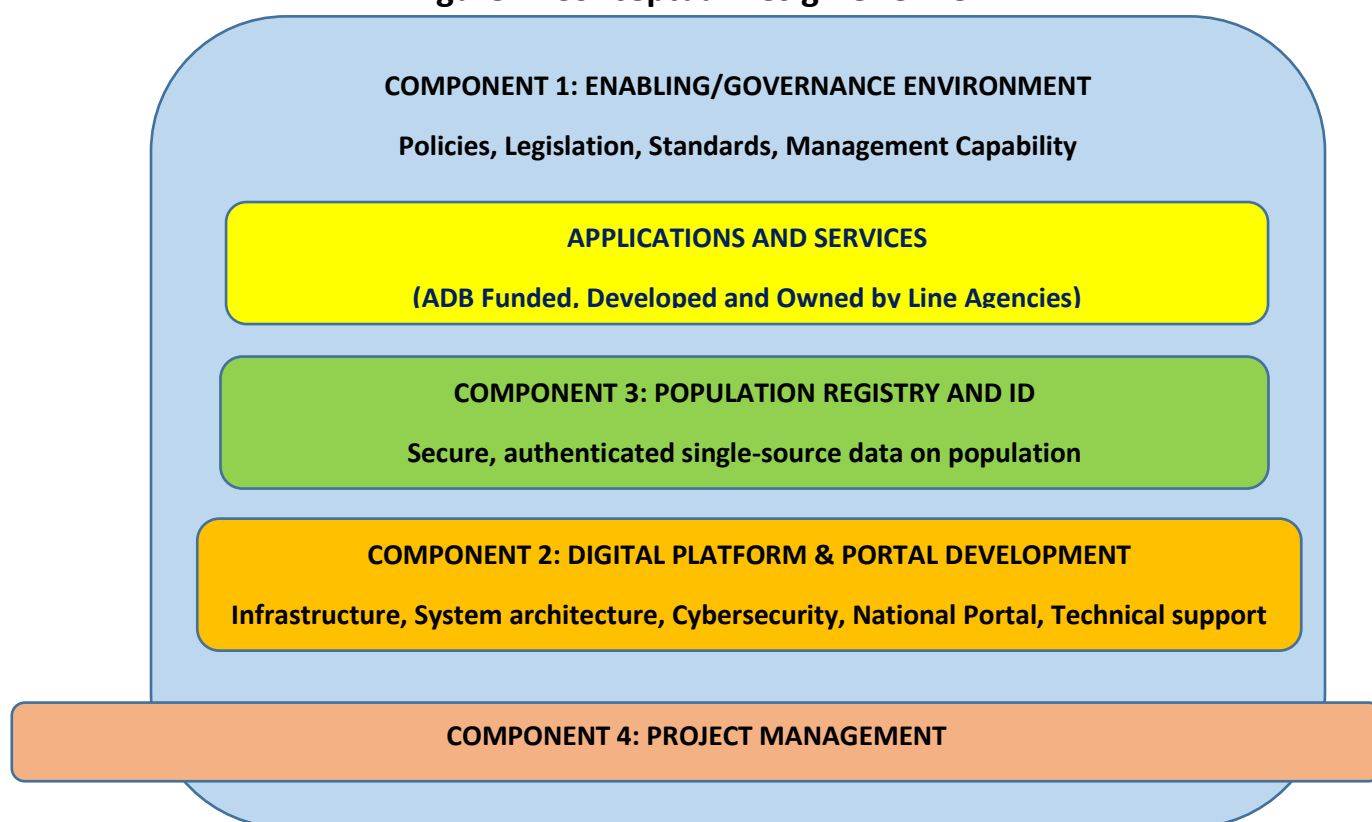 COMPONENT 1: ENABLING/GOVERNANCE ENVIRONMENT
Policies, Legislation, Standards, Management Capability
APPLICATIONS AND SERVICES
(ADB Funded, Developed and Owned by Line Agencies)
COMPONENT 3: POPULATION REGISTRY AND ID
Secure, authenticated single-source data on population
COMPONENT 2: DIGITAL PLATFORM & PORTAL DEVELOPMENT
Infrastructure, System architecture, Cybersecurity, National Portal, Technical support
COMPONENT 4: PROJECT MANAGEMENT